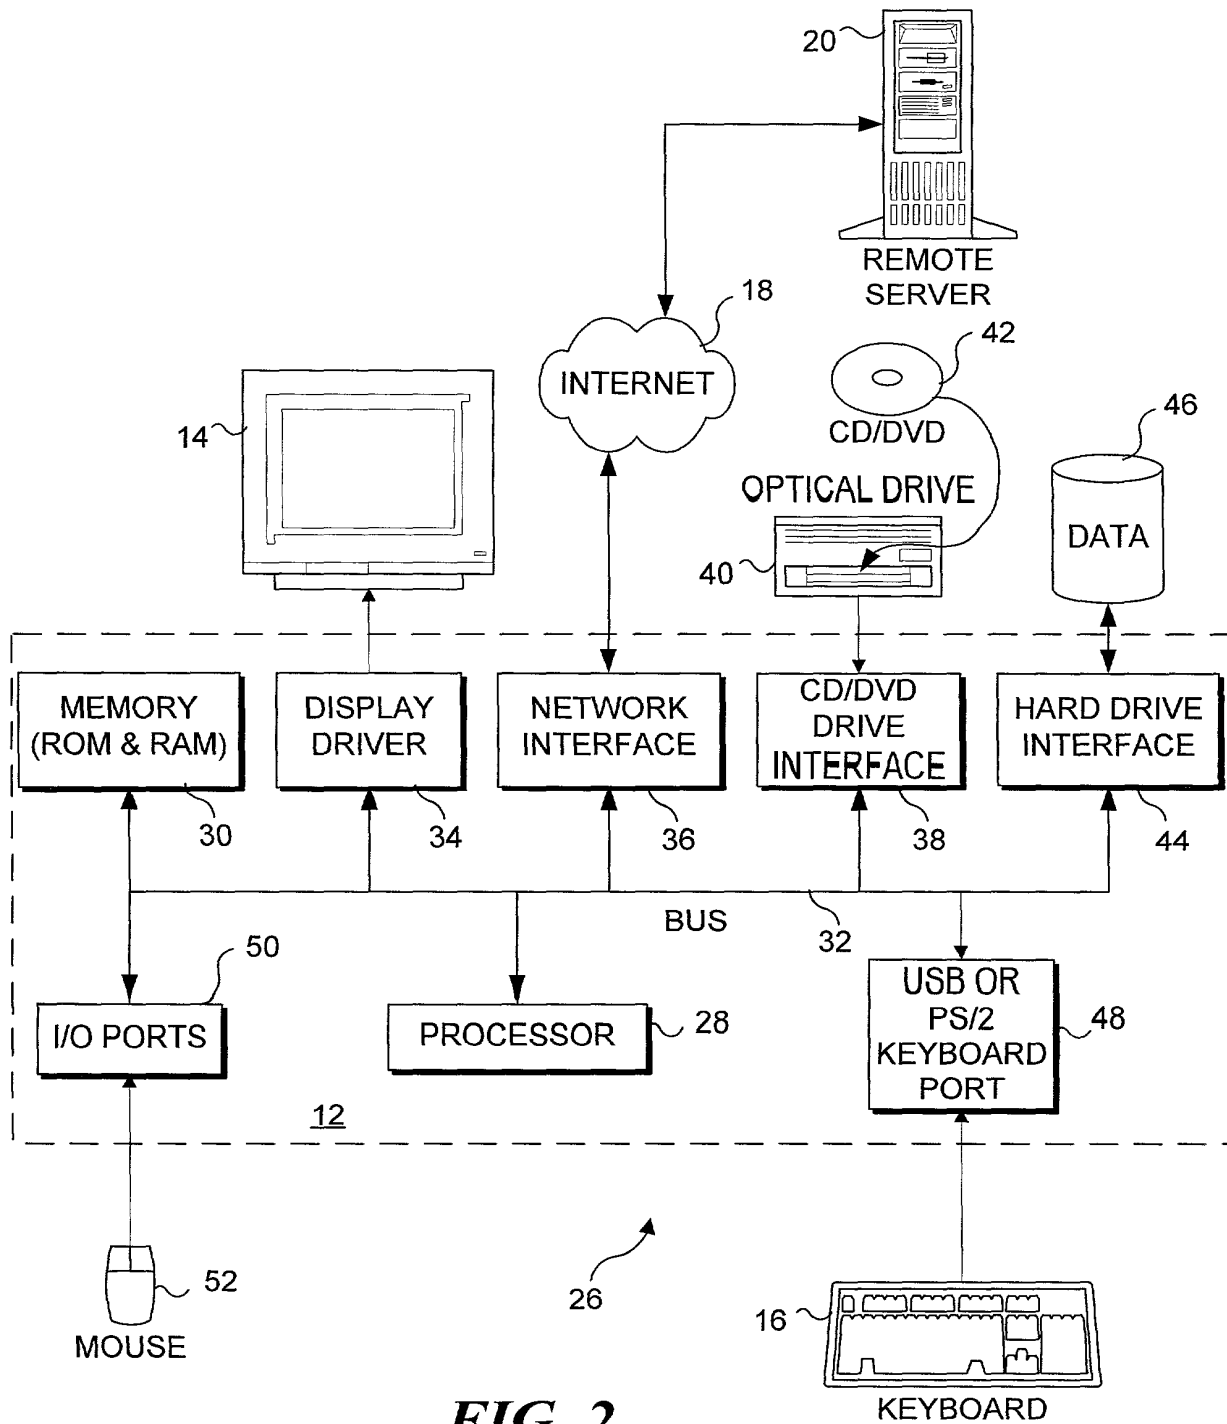 20
REMOTE
SERVER
18
INTERNET
42
CD/DVD
46
14
OPTICAL DRIVE
40
DATA
MEMORY
(ROM & RAM)
DISPLAY
DRIVER
NETWORK
INTERFACE
CD/DVD
DRIVE
INTERFACE
HARD DRIVE
INTERFACE
30
34
36
38
44
BUS
32
50
I/O PORTS
PROCESSOR
28
USB OR
PS/2
KEYBOARD
PORT
48
12
52
MOUSE
26
16
KEYBOARD
FIG. 2